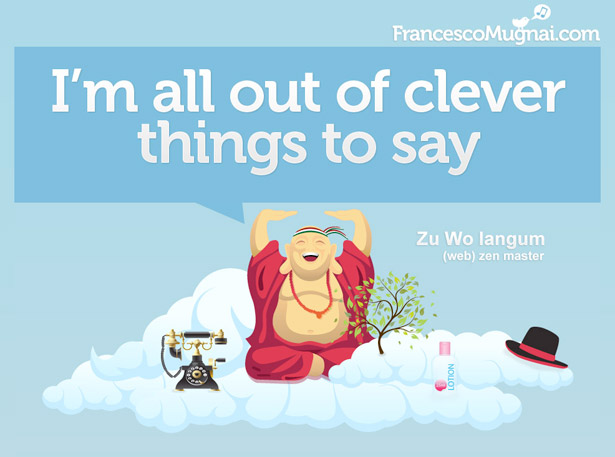 FrancescoMugnai.com
I'm all out of clever
things to say
Zu Wo langum
(web) zen master
LOTION